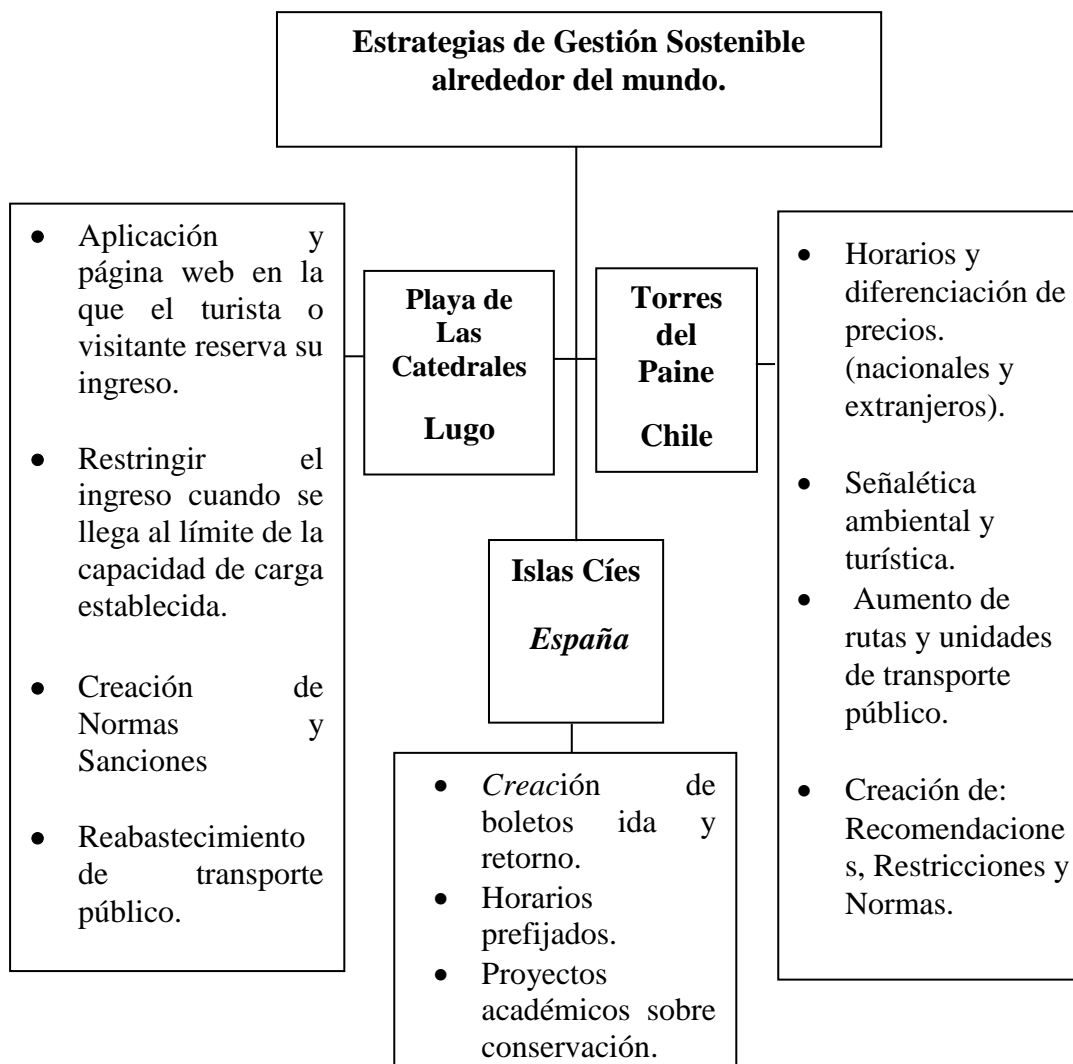 Estrategias de Gestión Sostenible
alrededor del mundo.
• Aplicación y
página web en la
que el turista o
visitante reserva su
ingreso.
• Restringir el
ingreso cuando se
llega al límite de la
capacidad de carga
establecida.
• Creación de
Normas y
Sanciones
• Reabastecimiento
de transporte
público.
Playa de
Las
Catedrales
Lugo
Torres
del
Paine
Chile
• Horarios y
diferenciación de
precios.
(nacionales y
extranjeros).
• Señalética
ambiental y
turística.
• Aumento de
rutas y unidades
de transporte
público.
• Creación de:
Recomendacione
s, Restricciones y
Normas.
Islas Cíes
España
• Creación de
boletos ida y
retorno.
• Horarios
prefijados.
• Proyectos
académicos sobre
conservación.